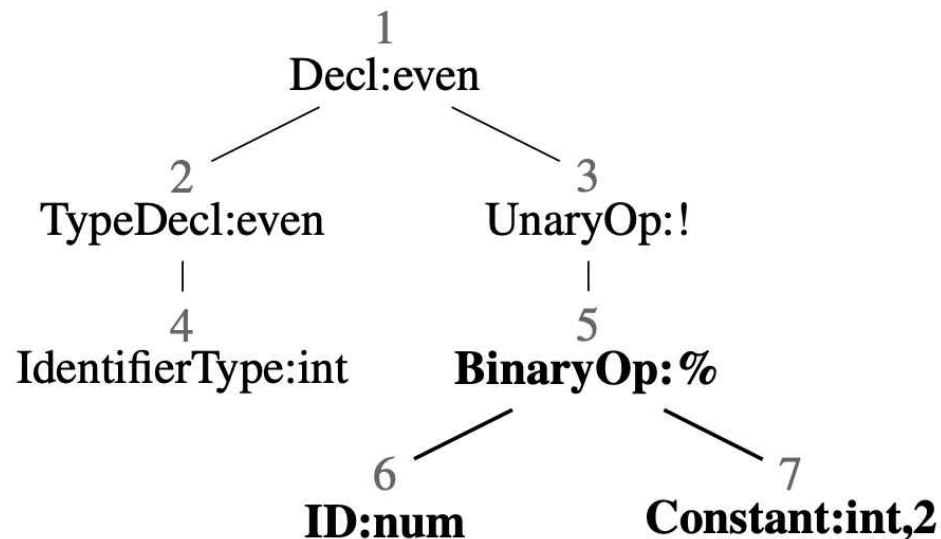 1
Decl:even
2
3
TypeDecl:even
UnaryOp:!
4
5
IdentifierType:int
BinaryOp:%
6
7
ID:num
Constant:int,2